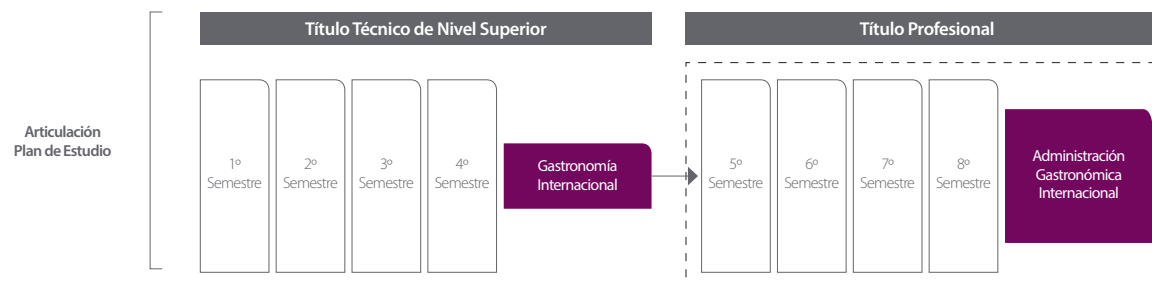 Título Técnico de Nivel Superior
Título Profesional
Articulación
Plan de Estudio
1º
Semestre
2º
Semestre
3º
Semestre
4º
Semestre
Gastronomía
Internacional
5º
Semestre
6º
Semestre
7º
Semestre
8º
Semestre
Administración
Gastronómica
Internacional